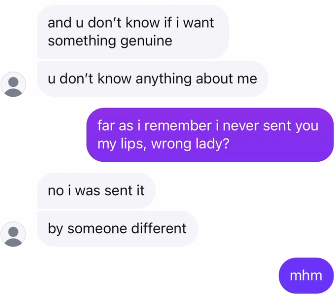 and u don't know if i want
something genuine
u don't know anything about me
far as i remember i never sent you
my lips, wrong lady?
no i was sent it
by someone different
mhm